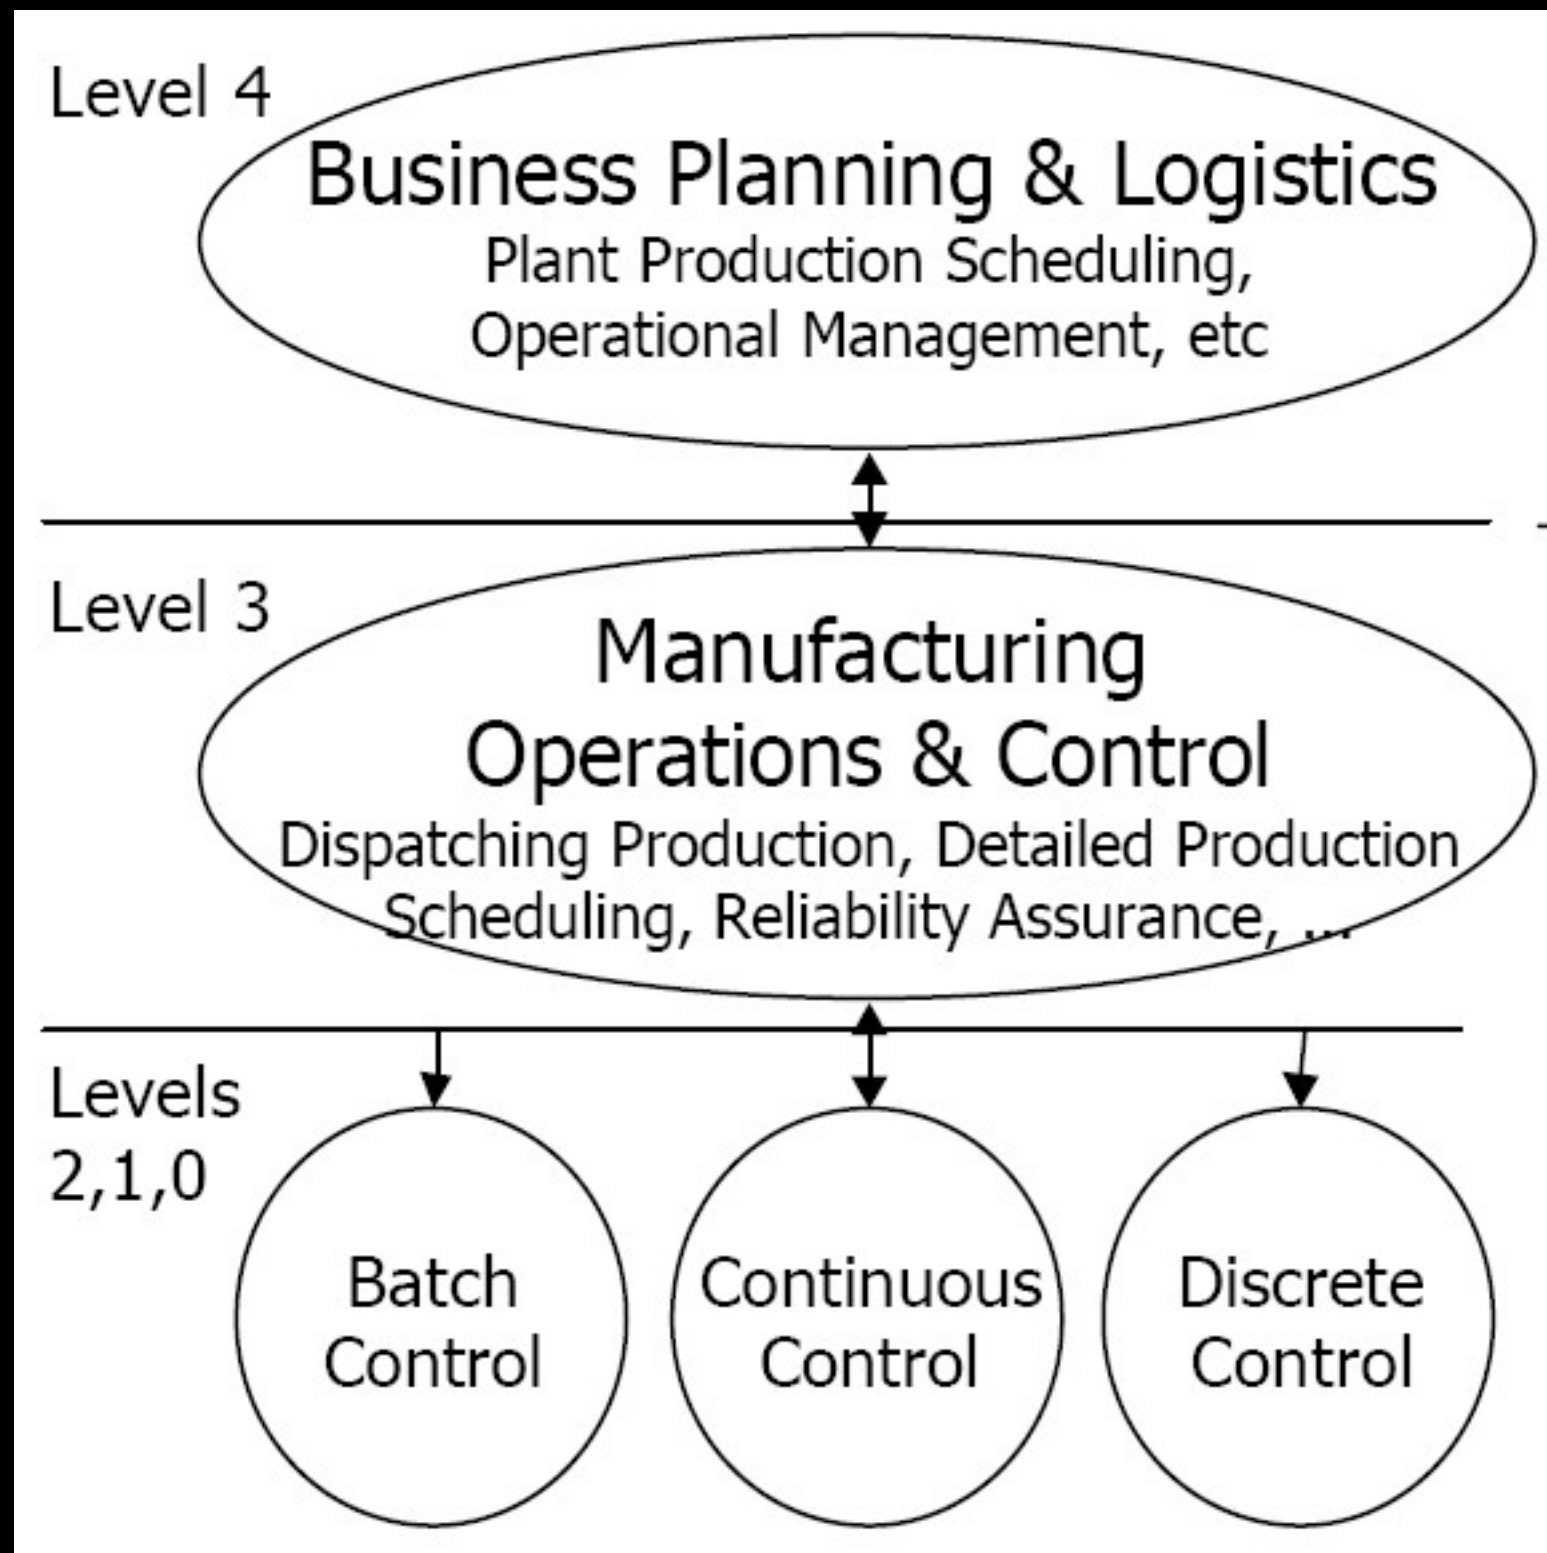 Level 4
Business Planning & Logistics
Plant Production Scheduling,
Operational Management, etc
Level 3
Manufacturing
Operations & Control
Dispatching Production, Detailed Production
Scheduling, Reliability Assurance, ...
Levels
2,1,0
Batch
Control
Continuous
Control
Discrete
Control